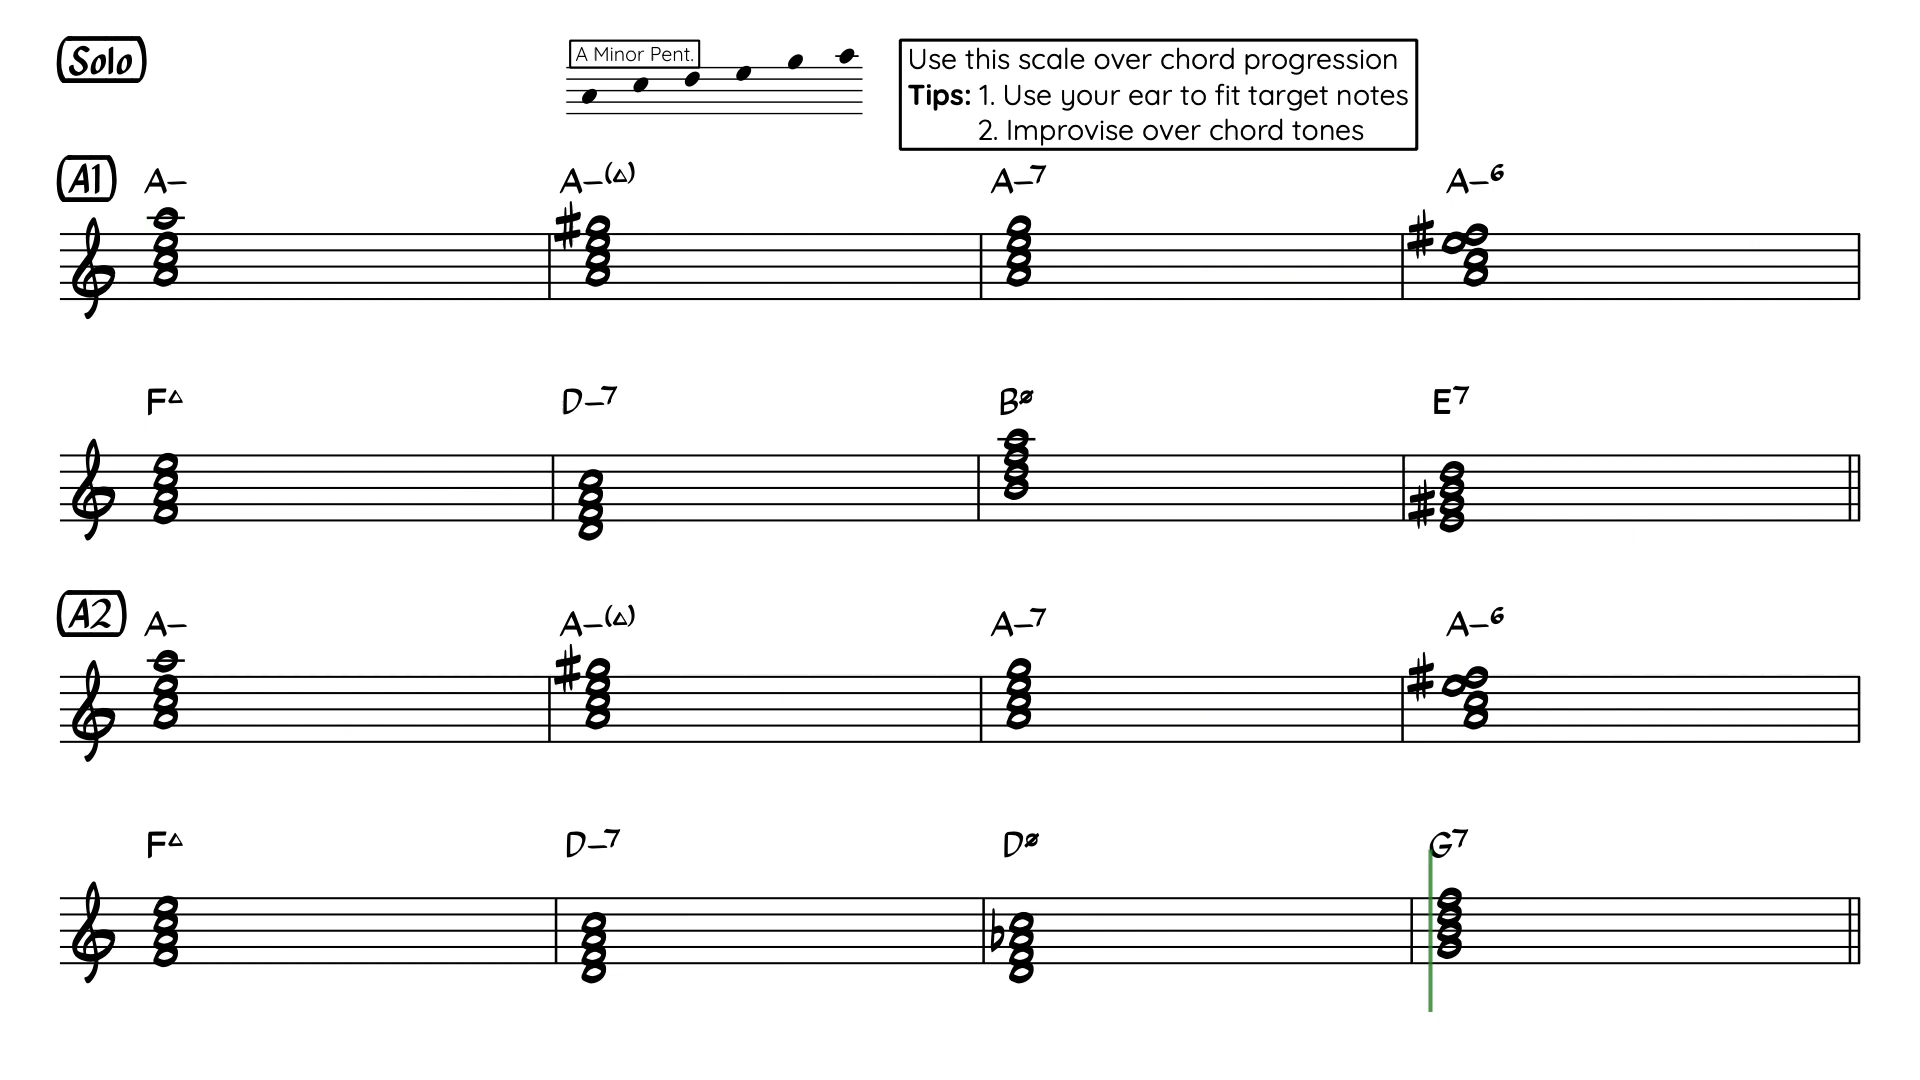 Solo
A Minor Pent.
Use this scale over chord progression
Tips: 1. Use your ear to fit target notes
2. Improvise over chord tones
A1 A– A–(△) A–7 A–6
F△ D–7 Bø E7
A2 A– A–(△) A–7 A–6
F△ D–7 Dø G7